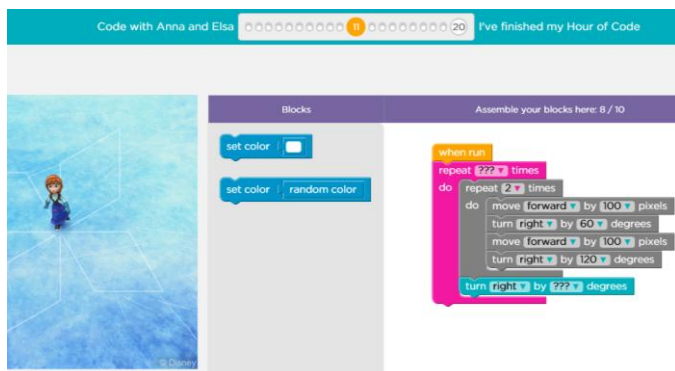 Code with Anna and Elsa 11 20 I've finished my Hour of Code
Blocks Assemble your blocks here: 8 / 10
set color
set color random color
when run
repeat ??? times
do repeat 2 times
do move forward by 100 pixels
turn right by 60 degrees
move forward by 100 pixels
turn right by 120 degrees
turn right by ??? degrees
© Disney